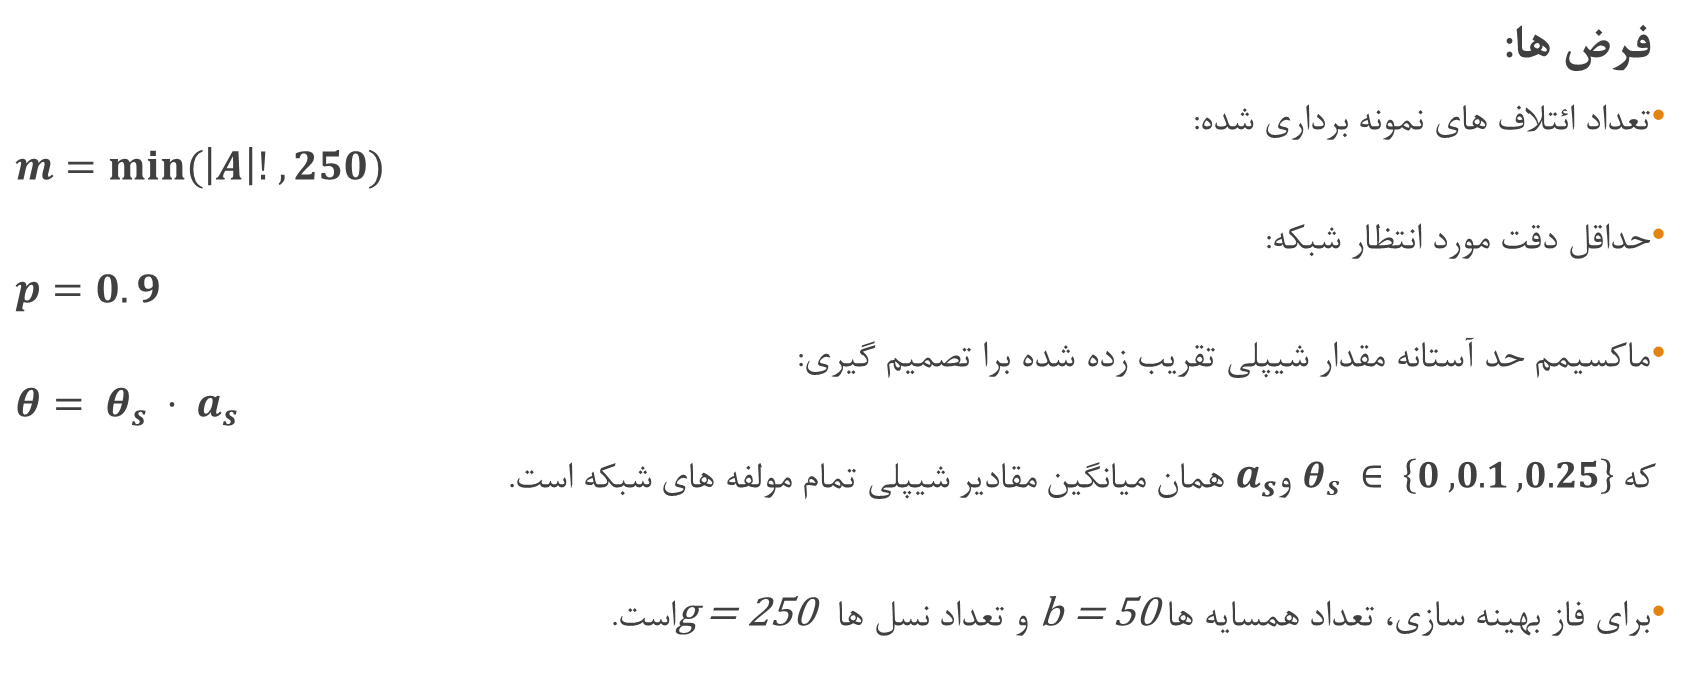 فرض ها:
•تعداد ائتلاف های نمونه برداری شده:
m = min(|A|!,250)
•حداقل دقت مورد انتظار شبکه:
p = 0.9
•ماکسیمم حد آستانه مقدار شیپلی تقریب زده شده برا تصمیم گیری:
θ = θₛ · aₛ
که θₛ ∈ {0 ,0.1 ,0.25} وaₛ همان میانگین مقادیر شیپلی تمام مولفه های شبکه است.
•برای فاز بهینه سازی، تعداد همسایه ها b = 50 و تعداد نسل ها g = 250است.